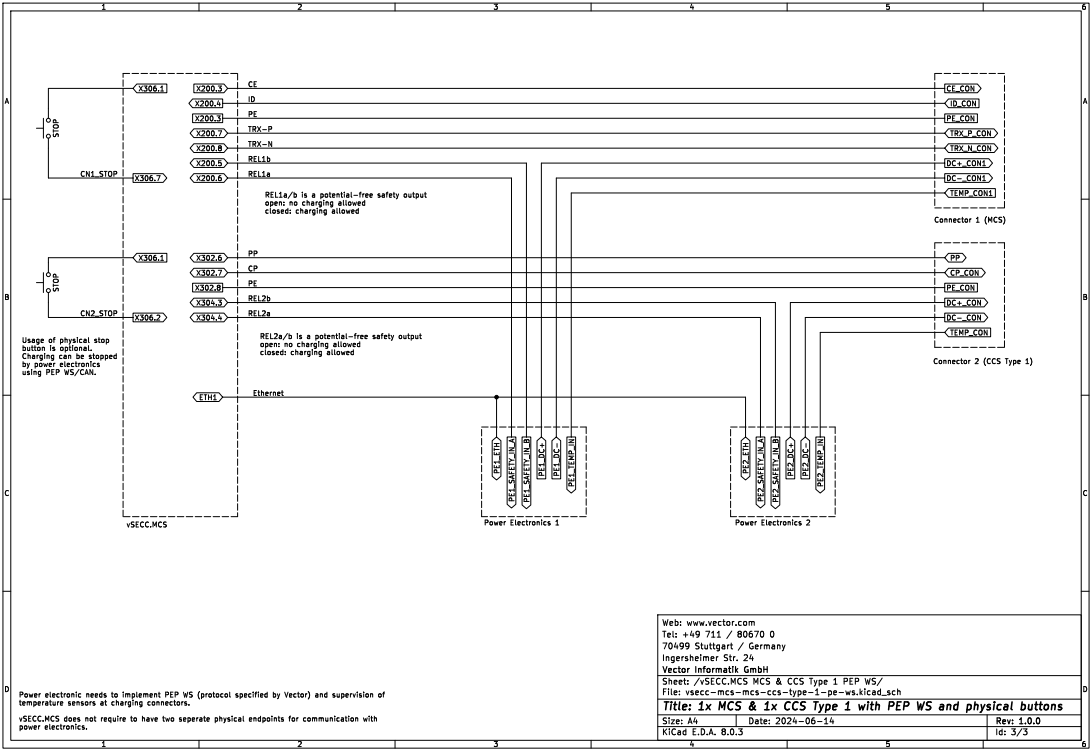 1 2 3 4 5 6
A A
B B
C C
D D
1 2 3 4 5 6
X306.1
STOP
CN1_STOP
X306.7
X200.3
CE
X200.4
ID
X200.3
PE
X200.7
TRX-P
X200.8
TRX-N
X200.5
REL1b
X200.6
REL1a
REL1a/b is a potential-free safety output
open: no charging allowed
closed: charging allowed
CE_CON
ID_CON
PE_CON
TRX_P_CON
TRX_N_CON
DC+_CON1
DC-_CON1
TEMP_CON1
Connector 1 (MCS)
X306.1
STOP
CN2_STOP
X306.2
Usage of physical stop
button is optional.
Charging can be stopped
by power electronics
using PEP WS/CAN.
X302.6
PP
X302.7
CP
X302.8
PE
X304.3
REL2b
X304.4
REL2a
REL2a/b is a potential-free safety output
open: no charging allowed
closed: charging allowed
PP
CP_CON
PE_CON
DC+_CON
DC-_CON
TEMP_CON
Connector 2 (CCS Type 1)
ETH1
Ethernet
vSECC.MCS
PE1_ETH
PE1_SAFETY_IN_A
PE1_SAFETY_IN_B
PE1_DC+
PE1_DC-
PE1_TEMP_IN
Power Electronics 1
PE2_ETH
PE2_SAFETY_IN_A
PE2_SAFETY_IN_B
PE2_DC+
PE2_DC-
PE2_TEMP_IN
Power Electronics 2
Power electronic needs to implement PEP WS (protocol specified by Vector) and supervision of
temperature sensors at charging connectors.
vSECC.MCS does not require to have two seperate physical endpoints for communication with
power electronics.
Web: www.vector.com
Tel: +49 711 / 80670 0
70499 Stuttgart / Germany
Ingersheimer Str. 24
Vector Informatik GmbH
Sheet: /vSECC.MCS MCS & CCS Type 1 PEP WS/
File: vsecc-mcs-mcs-ccs-type-1-pe-ws.kicad_sch
Title: 1x MCS & 1x CCS Type 1 with PEP WS and physical buttons
Size: A4 Date: 2024-06-14 Rev: 1.0.0
KiCad E.D.A. 8.0.3 Id: 3/3